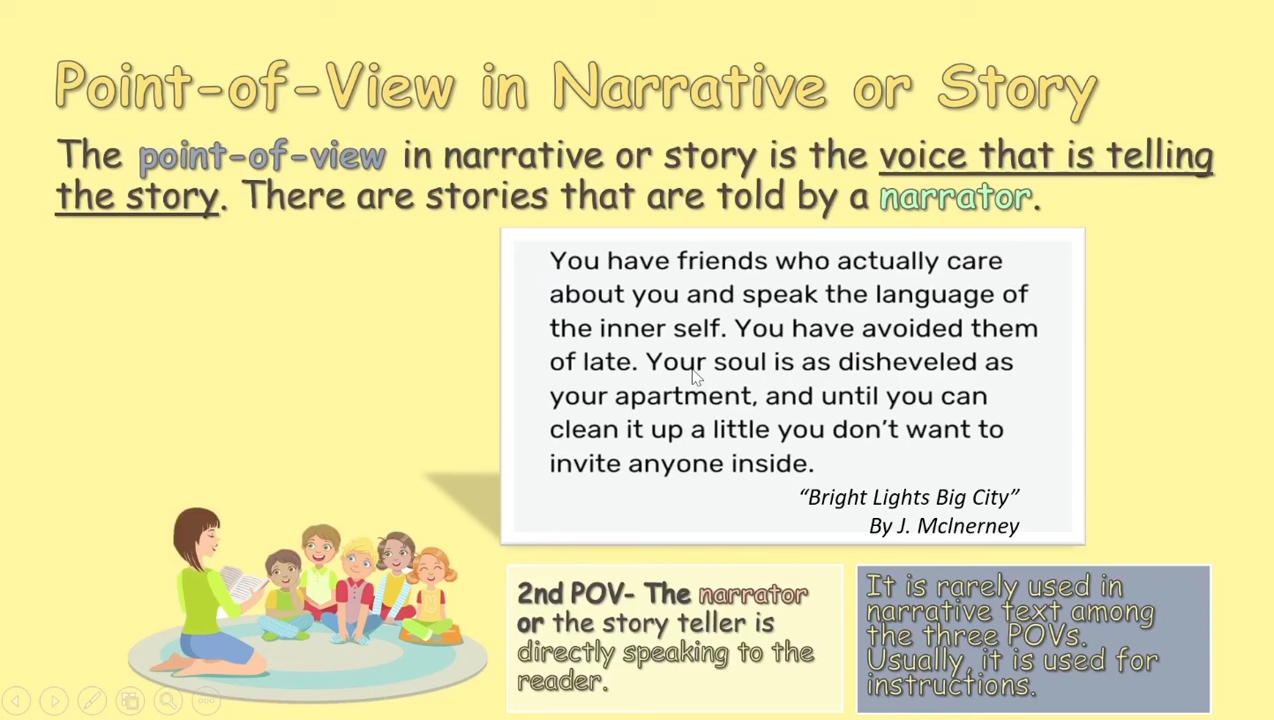 Point-of-View in Narrative or Story
The point-of-view in narrative or story is the voice that is telling
the story. There are stories that are told by a narrator.
You have friends who actually care
about you and speak the language of
the inner self. You have avoided them
of late. Your soul is as disheveled as
your apartment, and until you can
clean it up a little you don't want to
invite anyone inside.
“Bright Lights Big City”
By J. McInerney
2nd POV- The narrator
or the story teller is
directly speaking to the
reader.
It is rarely used in
narrative text among
the three POVs.
Usually, it is used for
instructions.